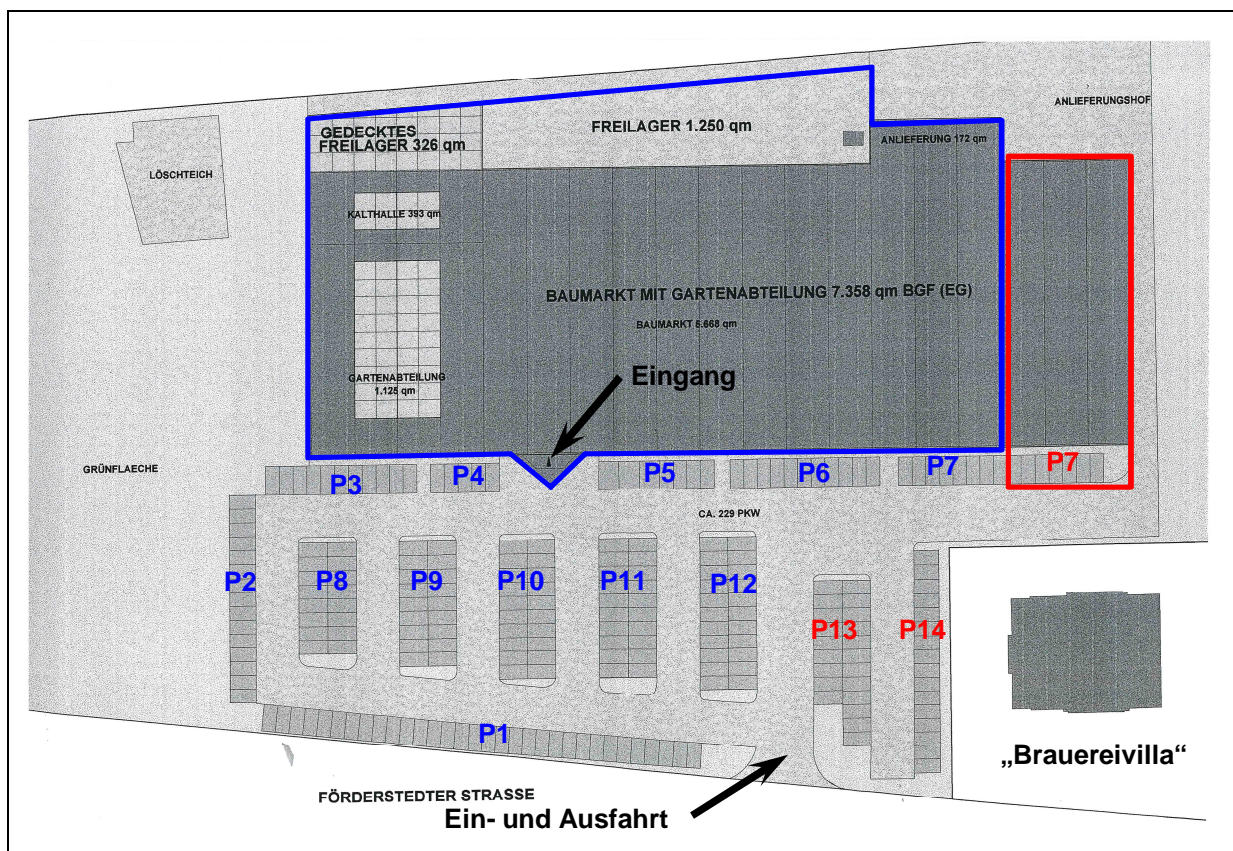 ANLIEFERUNGSHOF
GEDECKTES
FREILAGER 326 qm
FREILAGER 1.250 qm
ANLIEFERUNG 172 qm
LÖSCHTEICH
KALTHALLE 393 qm
BAUMARKT MIT GARTENABTEILUNG 7.358 qm BGF (EG)
BAUMARKT 5.668 qm
GARTENABTEILUNG
1.125 qm
Eingang
GRÜNFLAECHE
P3
P4
P5
P6
P7
P7
CA. 229 PKW
P2
P8
P9
P10
P11
P12
P13
P14
P1
„Brauereivilla“
FÖRDERSTEDTER STRASSE
Ein- und Ausfahrt